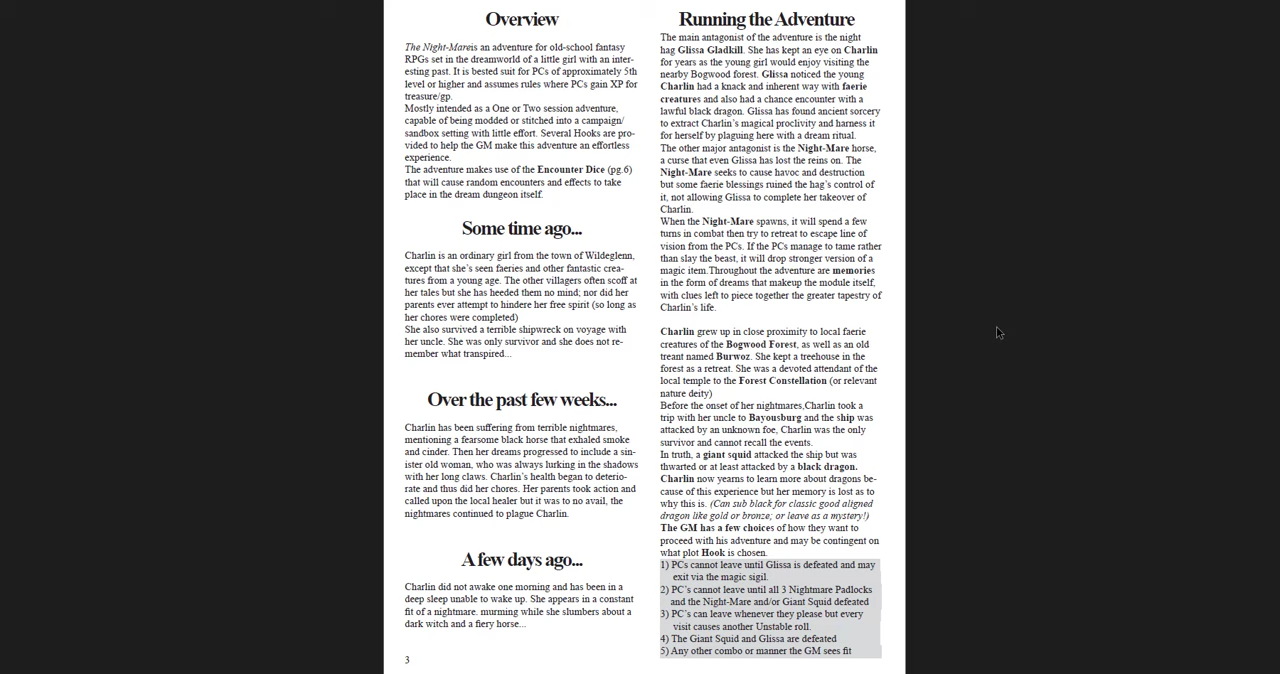 Overview
The Night-Mareis an adventure for old-school fantasy
RPGs set in the dreamworld of a little girl with an inter-
esting past. It is bested suit for PCs of approximately 5th
level or higher and assumes rules where PCs gain XP for
treasure/gp.
Mostly intended as a One or Two session adventure,
capable of being modded or stitched into a campaign/
sandbox setting with little effort. Several Hooks are pro-
vided to help the GM make this adventure an effortless
experience.
The adventure makes use of the Encounter Dice (pg.6)
that will cause random encounters and effects to take
place in the dream dungeon itself.
Some time ago...
Charlin is an ordinary girl from the town of Wildeglenn,
except that she's seen faeries and other fantastic crea-
tures from a young age. The other villagers often scoff at
her tales but she has heeded them no mind; nor did her
parents ever attempt to hindere her free spirit (so long as
her chores were completed)
She also survived a terrible shipwreck on voyage with
her uncle. She was only survivor and she does not re-
member what transpired...
Over the past few weeks...
Charlin has been suffering from terrible nightmares,
mentioning a fearsome black horse that exhaled smoke
and cinder. Then her dreams progressed to include a sin-
ister old woman, who was always lurking in the shadows
with her long claws. Charlin's health began to deterio-
rate and thus did her chores. Her parents took action and
called upon the local healer but it was to no avail, the
nightmares continued to plague Charlin.
A few days ago...
Charlin did not awake one morning and has been in a
deep sleep unable to wake up. She appears in a constant
fit of a nightmare. murming while she slumbers about a
dark witch and a fiery horse...
3
Running the Adventure
The main antagonist of the adventure is the night
hag Glissa Gladkill. She has kept an eye on Charlin
for years as the young girl would enjoy visiting the
nearby Bogwood forest. Glissa noticed the young
Charlin had a knack and inherent way with faerie
creatures and also had a chance encounter with a
lawful black dragon. Glissa has found ancient sorcery
to extract Charlin's magical proclivity and harness it
for herself by plaguing here with a dream ritual.
The other major antagonist is the Night-Mare horse,
a curse that even Glissa has lost the reins on. The
Night-Mare seeks to cause havoc and destruction
but some faerie blessings ruined the hag's control of
it, not allowing Glissa to complete her takeover of
Charlin.
When the Night-Mare spawns, it will spend a few
turns in combat then try to retreat to escape line of
vision from the PCs. If the PCs manage to tame rather
than slay the beast, it will drop stronger version of a
magic item.Throughout the adventure are memories
in the form of dreams that makeup the module itself,
with clues left to piece together the greater tapestry of
Charlin's life.
Charlin grew up in close proximity to local faerie
creatures of the Bogwood Forest, as well as an old
treant named Burwoz. She kept a treehouse in the
forest as a retreat. She was a devoted attendant of the
local temple to the Forest Constellation (or relevant
nature deity)
Before the onset of her nightmares,Charlin took a
trip with her uncle to Bayousburg and the ship was
attacked by an unknown foe, Charlin was the only
survivor and cannot recall the events.
In truth, a giant squid attacked the ship but was
thwarted or at least attacked by a black dragon.
Charlin now yearns to learn more about dragons be-
cause of this experience but her memory is lost as to
why this is. (Can sub black for classic good aligned
dragon like gold or bronze; or leave as a mystery!)
The GM has a few choices of how they want to
proceed with his adventure and may be contingent on
what plot Hook is chosen.
1) PCs cannot leave until Glissa is defeated and may
exit via the magic sigil.
2) PC's cannot leave until all 3 Nightmare Padlocks
and the Night-Mare and/or Giant Squid defeated
3) PC's can leave whenever they please but every
visit causes another Unstable roll.
4) The Giant Squid and Glissa are defeated
5) Any other combo or manner the GM sees fit